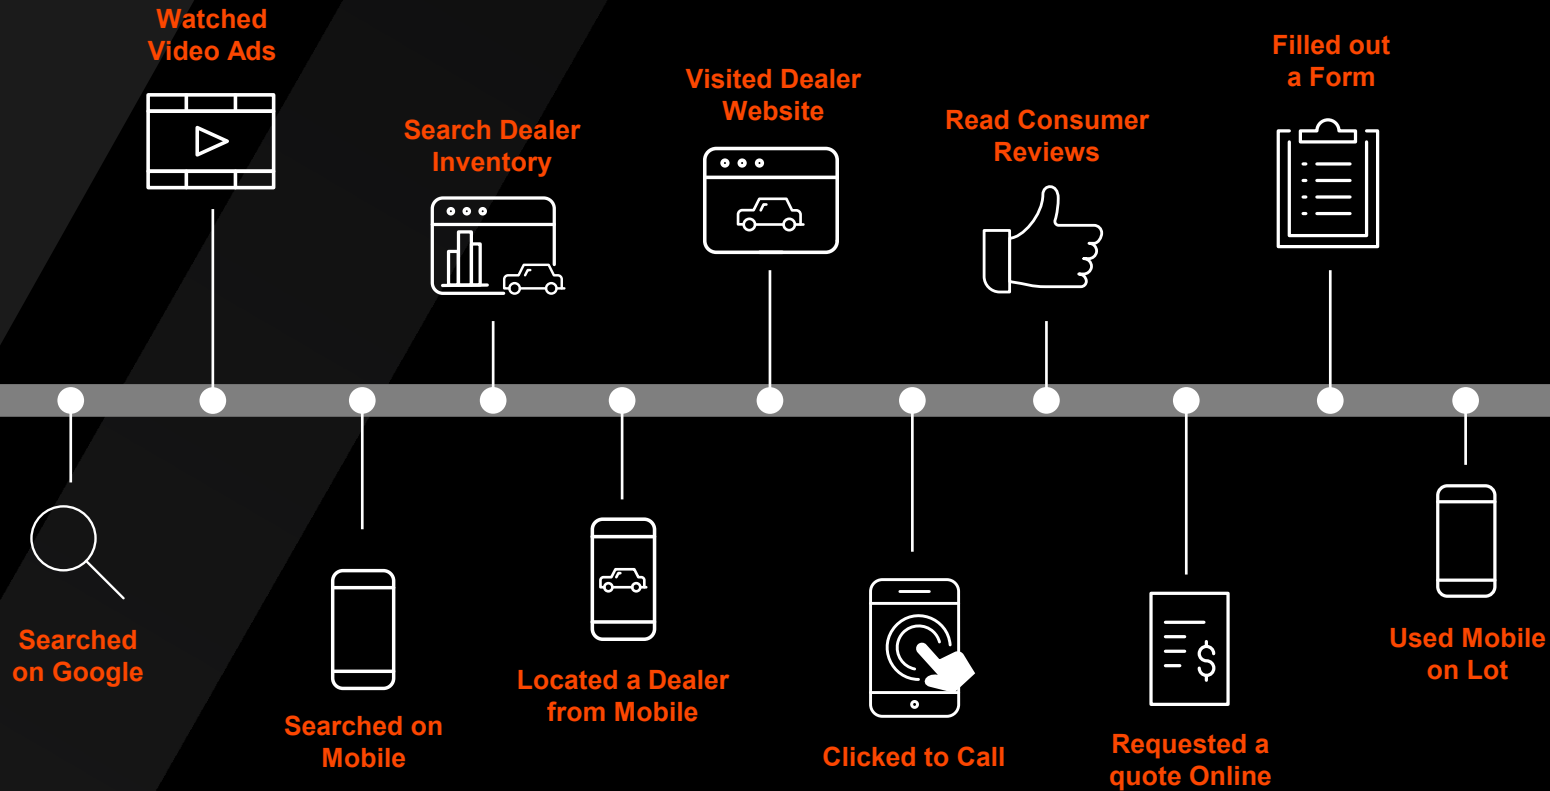 Watched
Video Ads
Search Dealer
Inventory
Visited Dealer
Website
Read Consumer
Reviews
Filled out
a Form
Searched
on Google
Searched on
Mobile
Located a Dealer
from Mobile
Clicked to Call
Requested a
quote Online
Used Mobile
on Lot
$